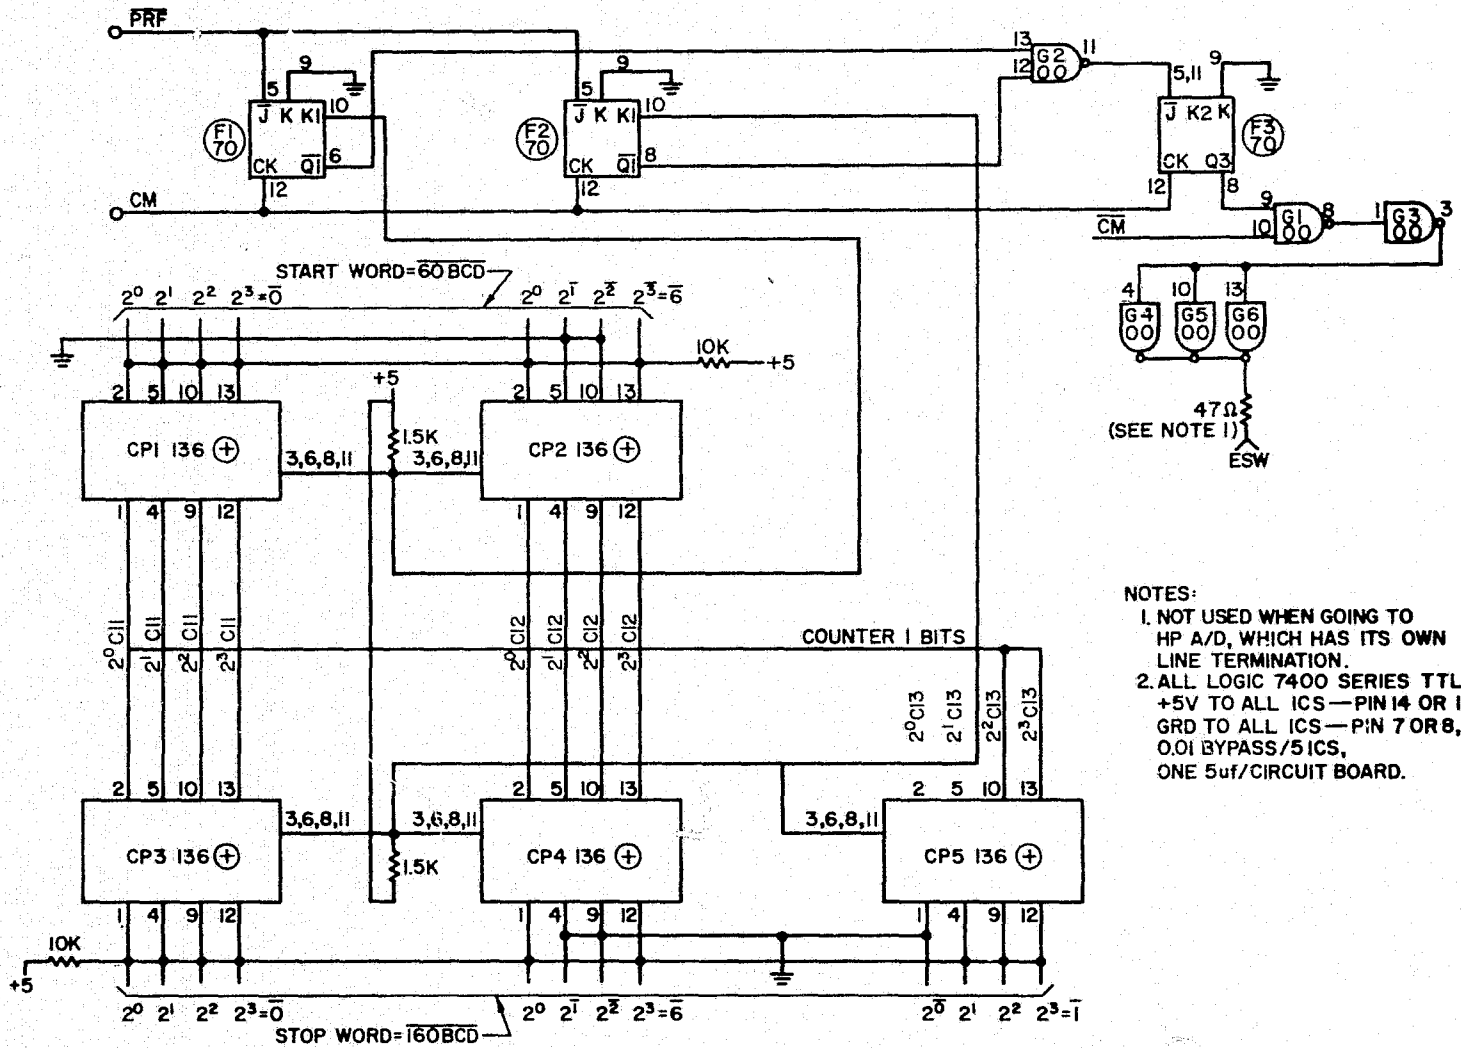 P̅R̅F̅
9 9 13 12 G2 00 11
5 10 5 10 5,11 9
J̅ K K1 J̅ K K1 J̅ K2 K
F1 70 F2 70 F3 70
CK Q̅1̅ CK Q̅1̅ CK Q3
6 8
12 12 12 8
CM C̅M̅ 9 10 G1 00 8 1 G3 00 3
START WORD=6̅0̅ ̅B̅C̅D̅
2⁰ 2¹ 2² 2³=0̅ 2⁰ 2¹̅ 2²̅ 2³̅=6̅
4 10 13
G4 00 G5 00 G6 00
10K +5
2 5 10 13 +5 2 5 10 13
47Ω
(SEE NOTE 1)
ESW
CP1 136 + 1.5K CP2 136 +
3,6,8,11 3,6,8,11
1 4 9 12 1 4 9 12
2⁰C11 2¹C11 2²C11 2³C11 2⁰C12 2¹C12 2²C12 2³C12
COUNTER 1 BITS
2⁰C13 2¹C13 2²C13 2³C13
NOTES:
1. NOT USED WHEN GOING TO
HP A/D, WHICH HAS ITS OWN
LINE TERMINATION.
2. ALL LOGIC 7400 SERIES TTL
+5V TO ALL ICS—PIN 14 OR 1
GRD TO ALL ICS—PIN 7 OR 8,
0.01 BYPASS/5 ICS,
ONE 5uf/CIRCUIT BOARD.
2 5 10 13 2 5 10 13 2 5 10 13
3,6,8,11 3,6,8,11 3,6,8,11
CP3 136 + 1.5K CP4 136 + CP5 136 +
1 4 9 12 1 4 9 12 1 4 9 12
10K
+5
2⁰ 2¹ 2² 2³=0̅ 2⁰ 2¹̅ 2²̅ 2³=6̅ 2⁰̅ 2¹ 2² 2³=1̅
STOP WORD=1̅6̅0̅ ̅B̅C̅D̅